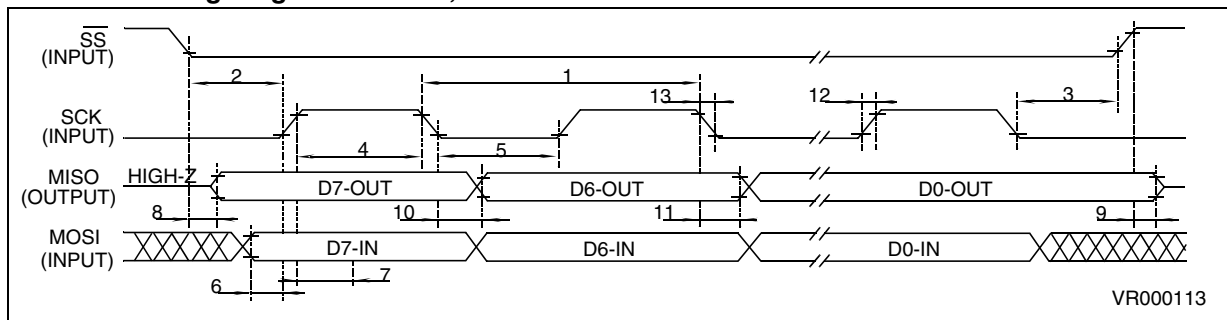 SS
(INPUT)
2
1
13
12
3
SCK
(INPUT)
4
5
MISO
(OUTPUT)
HIGH-Z
D7-OUT
D6-OUT
D0-OUT
8
10
11
9
MOSI
(INPUT)
D7-IN
D6-IN
D0-IN
6
7
VR000113